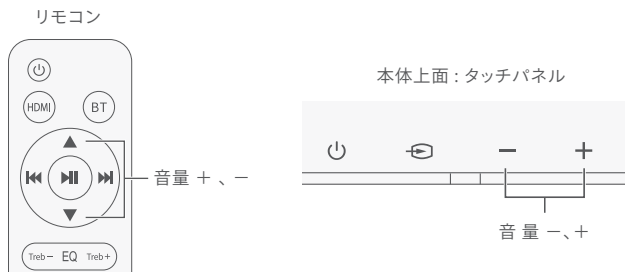 リモコン
HDMI
BT
音量 + 、-
Treb-
EQ
Treb+
本体上面 : タッチパネル
音 量 -、+